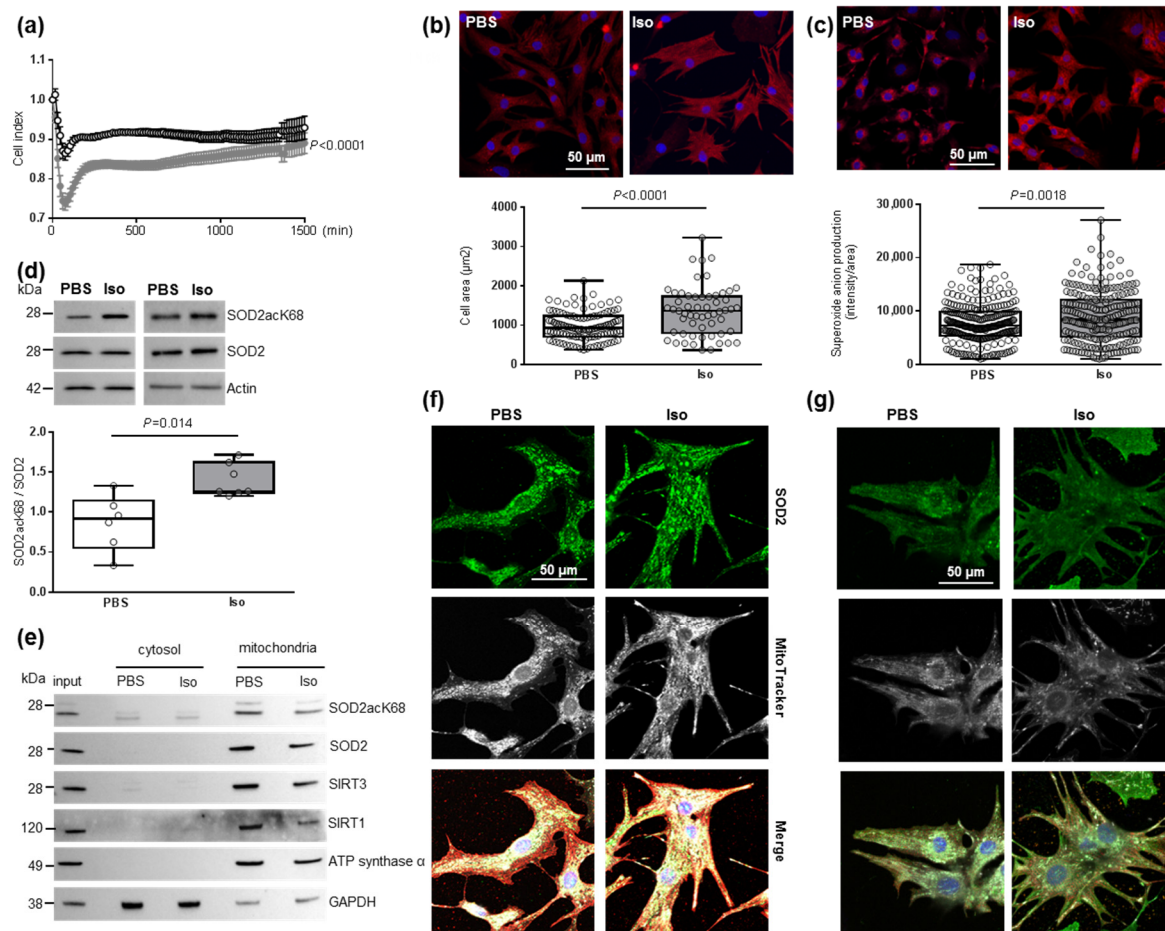 (a)
Cell index
1.1
1.0
0.9
0.8
0.7
0
500
1000
1500
(min)
P<0.0001
(b)
PBS
Iso
50 µm
P<0.0001
Cell area (µm2)
4000
3000
2000
1000
0
PBS
Iso
(c)
PBS
Iso
50 µm
P=0.0018
Superoxide anion production
(intensity/area)
30,000
20,000
10,000
0
PBS
Iso
(d)
kDa
PBS Iso
PBS Iso
28
SOD2acK68
28
SOD2
42
Actin
P=0.014
SOD2acK68 / SOD2
2.0
1.5
1.0
0.5
0.0
PBS
Iso
(e)
cytosol
mitochondria
kDa
input
PBS
Iso
PBS
Iso
28
SOD2acK68
28
SOD2
28
SIRT3
120
SIRT1
49
ATP synthase α
38
GAPDH
(f)
PBS
Iso
50 µm
SOD2
MitoTracker
Merge
(g)
PBS
Iso
50 µm